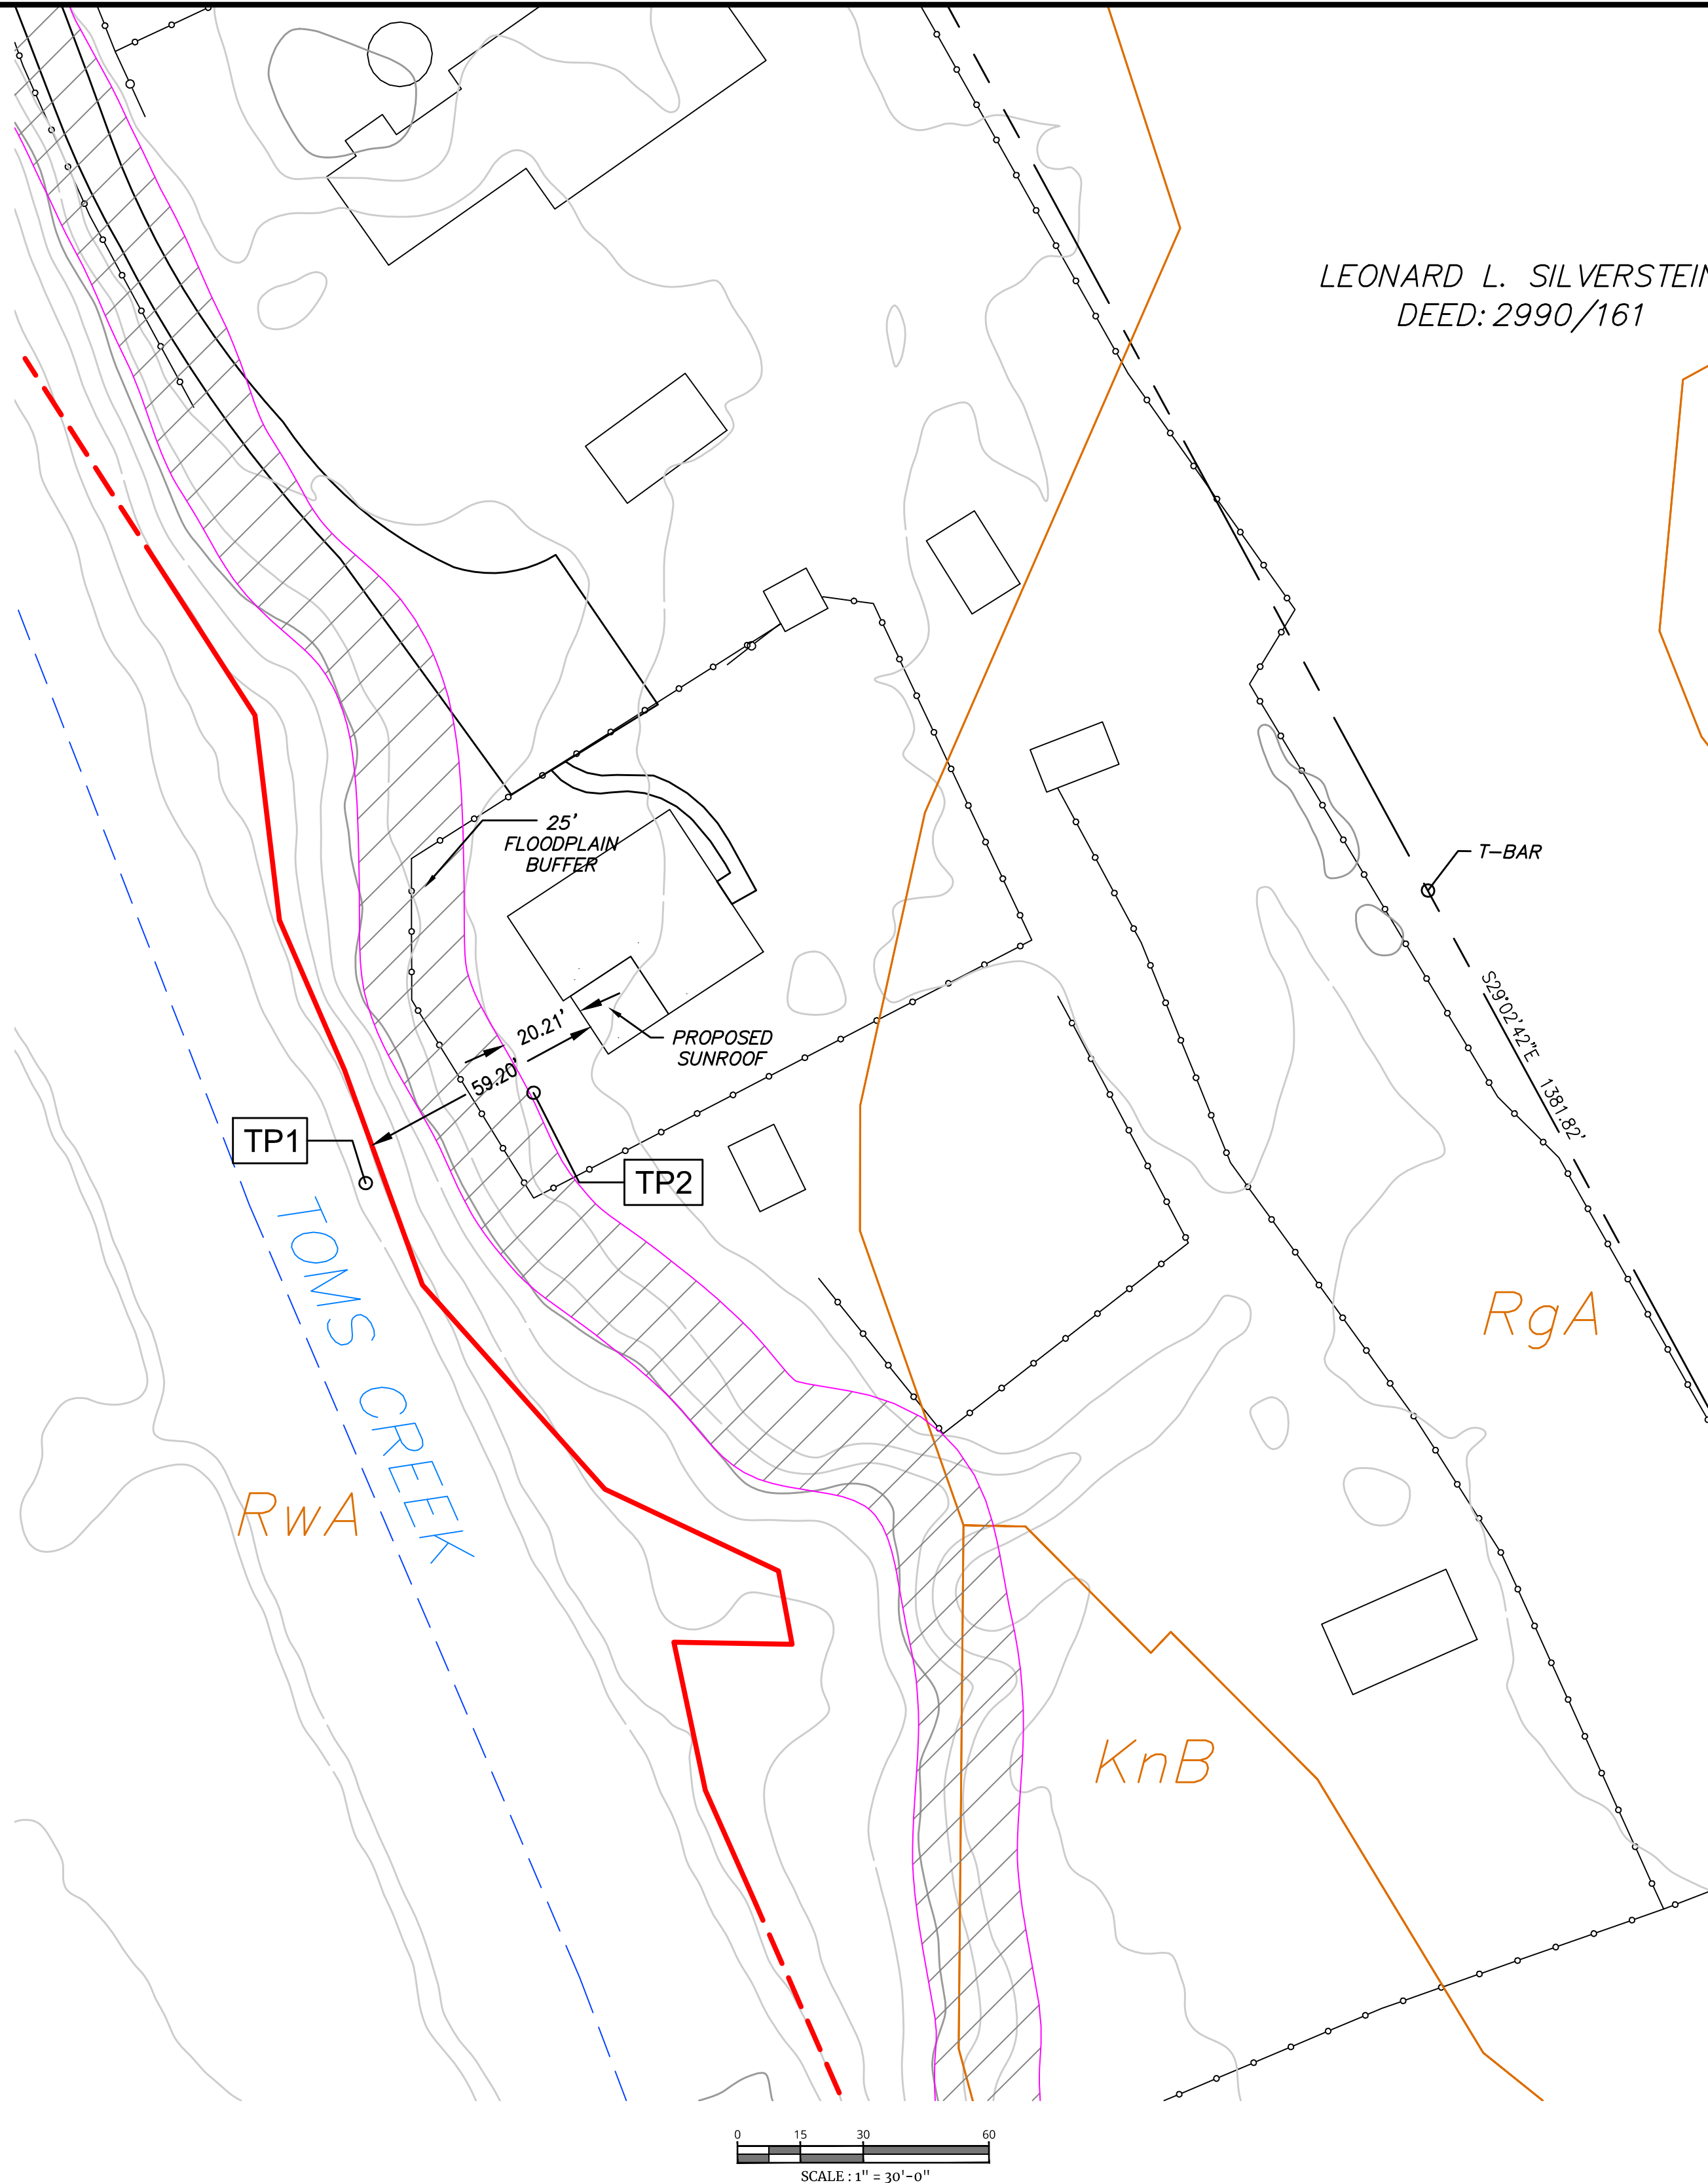 LEONARD L. SILVERSTEIN
DEED: 2990/161
25'
FLOODPLAIN
BUFFER
T-BAR
S29°02'42"E 1381.82'
20.21'
59.20'
PROPOSED
SUNROOF
TP1
TP2
TOMS CREEK
RgA
RwA
KnB
0 15 30 60
SCALE : 1" = 30'-0"